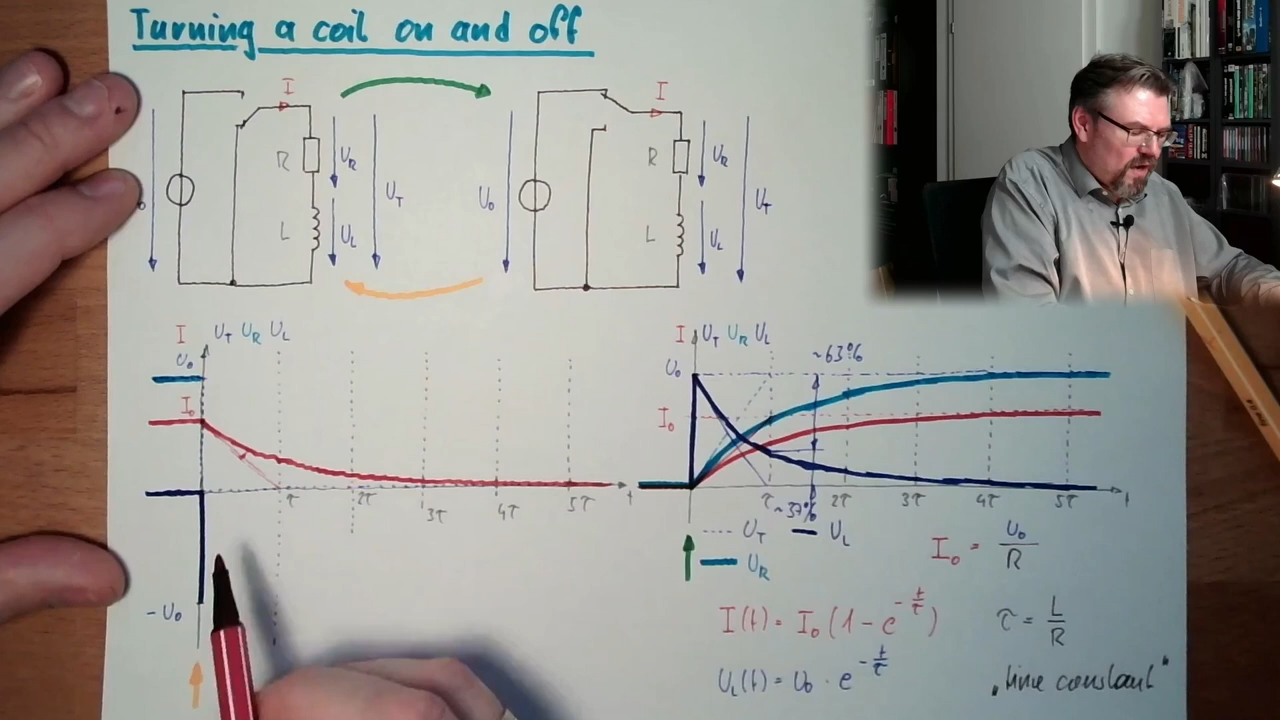 Turning a coil on and off
I
I
R
U_R
U_T
L
U_L
U_0
R
U_R
U_T
L
U_L
I U_T U_R U_L
U_0
I_0
τ 2τ 3τ 4τ 5τ t
-U_0
I U_T U_R U_L
~63%
U_0
I_0
τ 2τ 3τ 4τ 5τ t
~37%
U_T U_L
U_R
I_0 = U_0/R
I(t) = I_0 (1 - e^{-t/τ})
τ = L/R
U_L(t) = U_0 · e^{-t/τ}
„time constant"